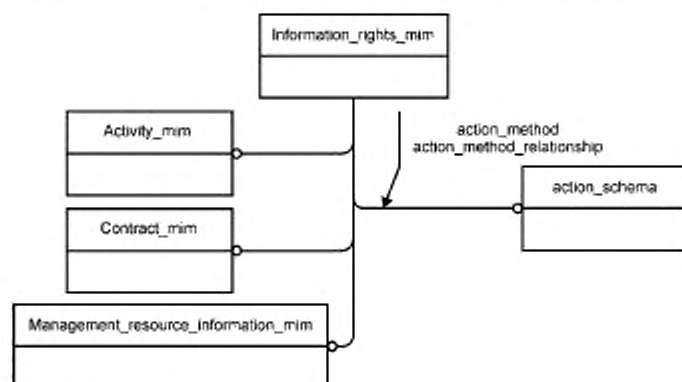 Information_rights_mim
Activity_mim
action_method
action_method_relationship
action_schema
Contract_mim
Management_resource_information_mim